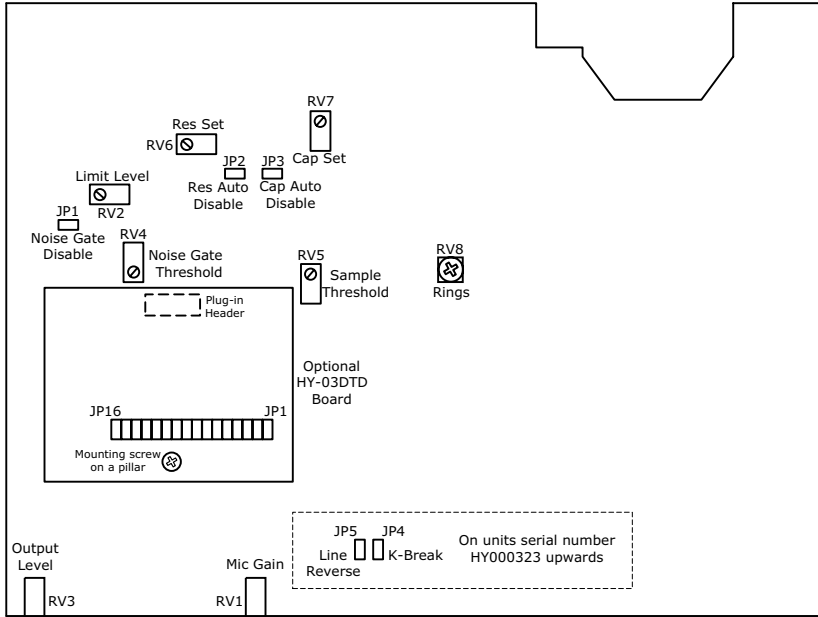 RV7
Res Set
RV6
Cap Set
JP2
JP3
Res Auto
Disable
Cap Auto
Disable
Limit Level
RV2
JP1
Noise Gate
Disable
RV4
Noise Gate
Threshold
RV5
Sample
Threshold
RV8
Rings
Plug-in
Header
Optional
HY-03DTD
Board
JP16
JP1
Mounting screw
on a pillar
JP5
JP4
Line
Reverse
K-Break
On units serial number
HY000323 upwards
Output
Level
RV3
Mic Gain
RV1